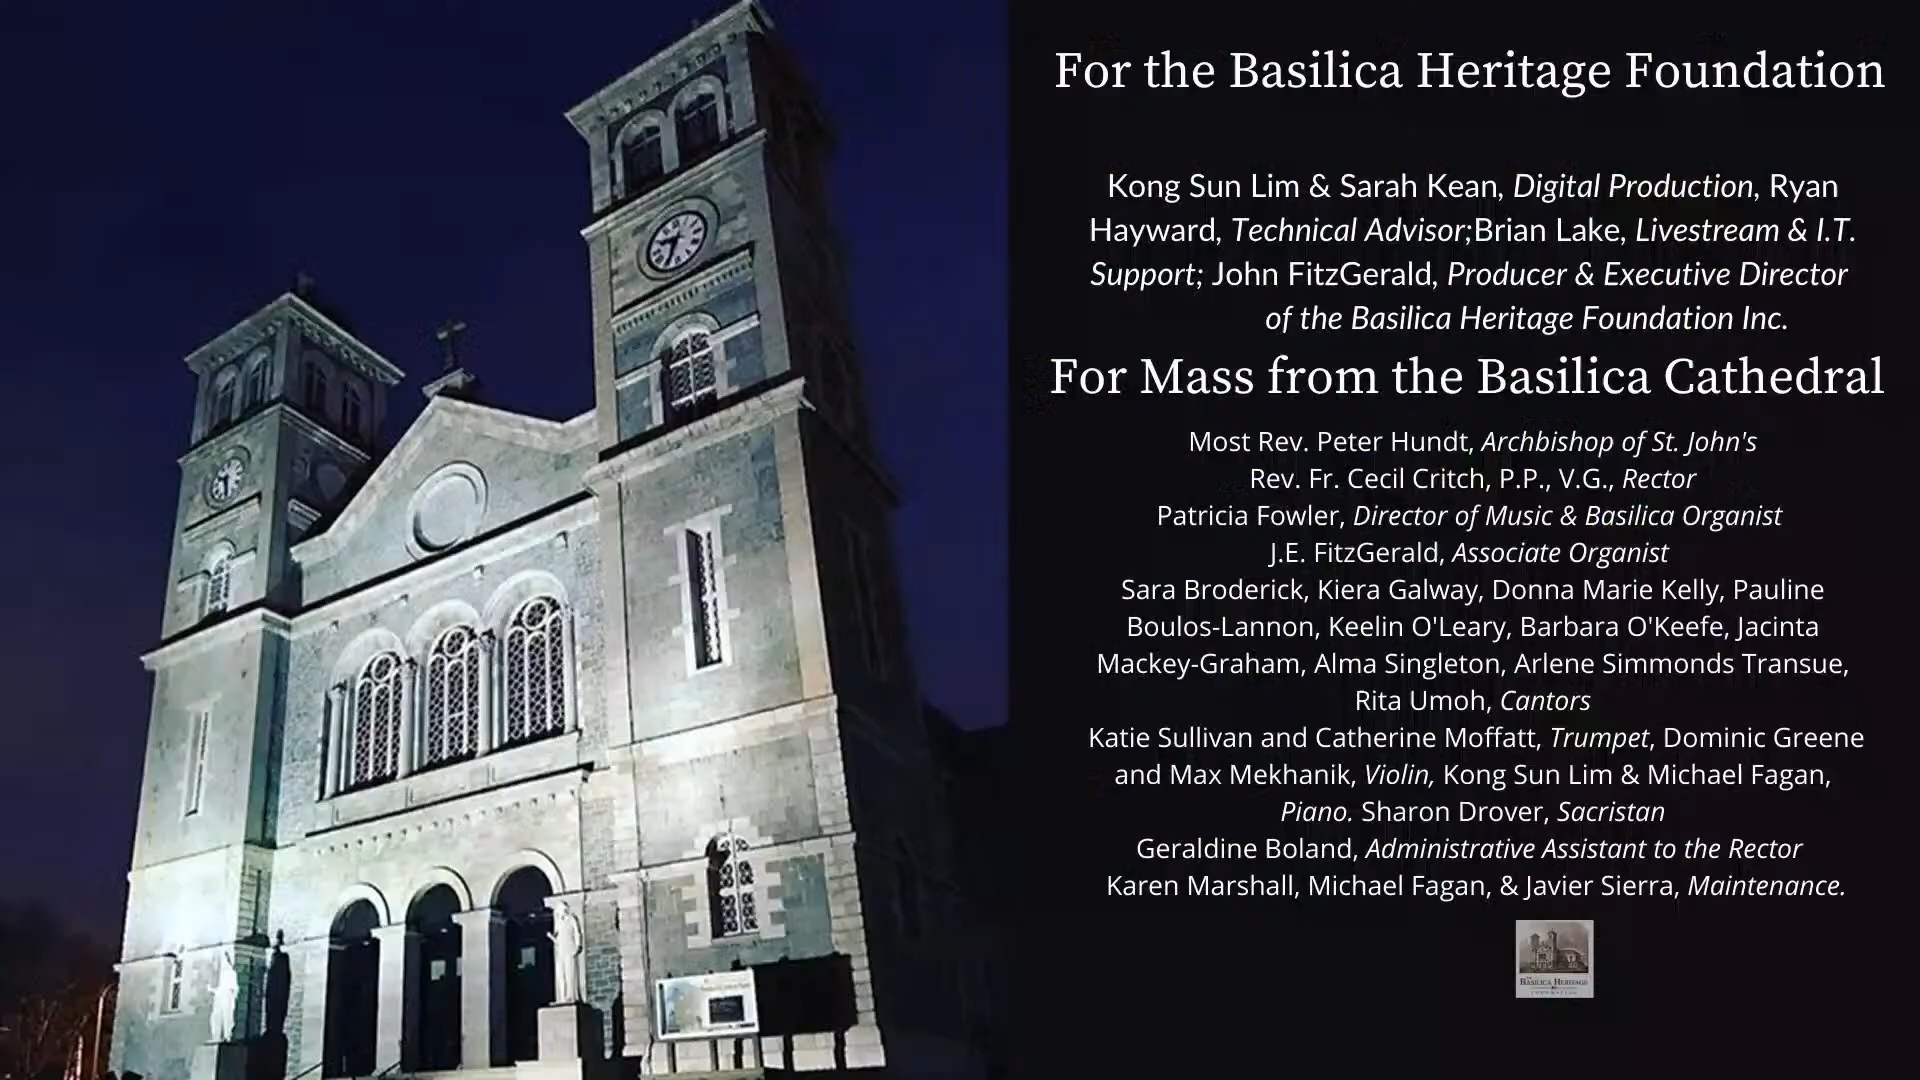 For the Basilica Heritage Foundation
Kong Sun Lim & Sarah Kean, Digital Production, Ryan
Hayward, Technical Advisor;Brian Lake, Livestream & I.T.
Support; John FitzGerald, Producer & Executive Director
of the Basilica Heritage Foundation Inc.
For Mass from the Basilica Cathedral
Most Rev. Peter Hundt, Archbishop of St. John's
Rev. Fr. Cecil Critch, P.P., V.G., Rector
Patricia Fowler, Director of Music & Basilica Organist
J.E. FitzGerald, Associate Organist
Sara Broderick, Kiera Galway, Donna Marie Kelly, Pauline
Boulos-Lannon, Keelin O'Leary, Barbara O'Keefe, Jacinta
Mackey-Graham, Alma Singleton, Arlene Simmonds Transue,
Rita Umoh, Cantors
Katie Sullivan and Catherine Moffatt, Trumpet, Dominic Greene
and Max Mekhanik, Violin, Kong Sun Lim & Michael Fagan,
Piano. Sharon Drover, Sacristan
Geraldine Boland, Administrative Assistant to the Rector
Karen Marshall, Michael Fagan, & Javier Sierra, Maintenance.
BASILICA HERITAGE